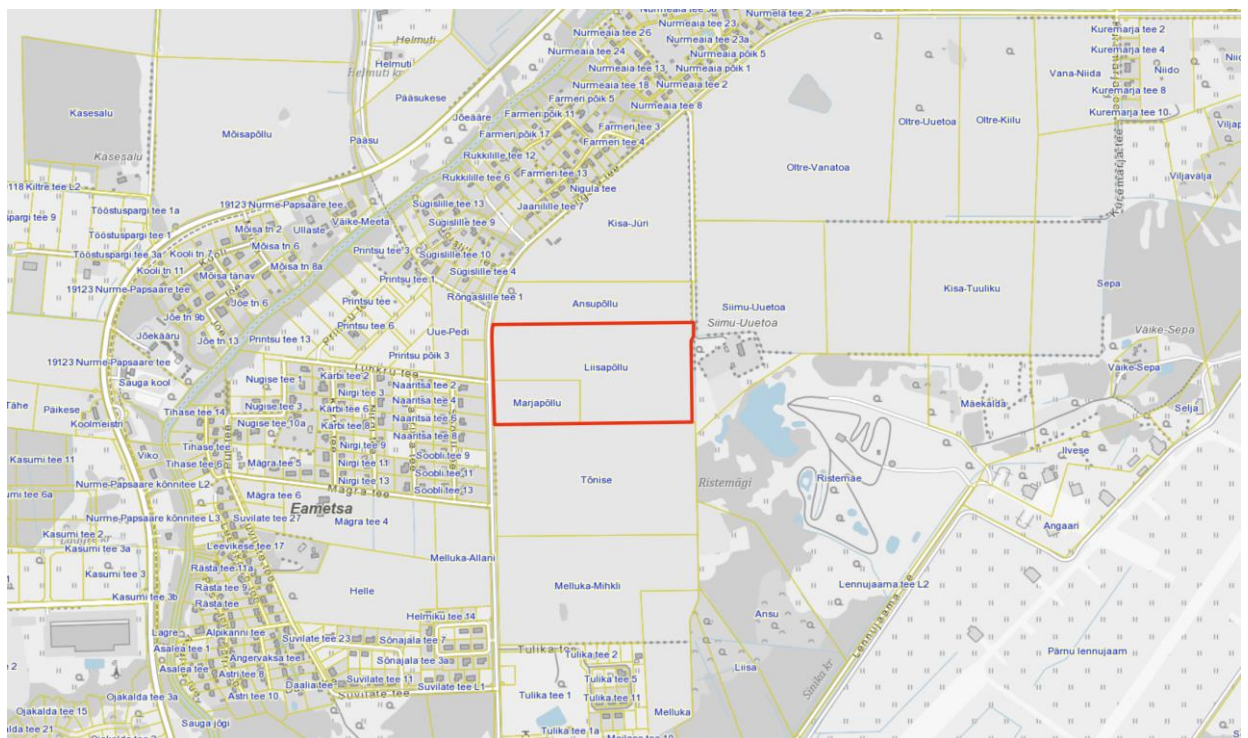 Nurmeaia tee 26
Nurmeaia tee 23
Nurmela tee 2
Nurmeaia tee 23a
Nurmeaia tee 24
Nurmeaia põik 5
Nurmeaia tee 13
Nurmeaia põik 1
Nurmeaia tee 18
Nurmeaia tee 2
Nurmeaia tee 8
Kuremarja tee 2
Kuremarja tee 4
Vana-Niida
Niido
Kuremarja tee 8
Kuremarja tee 10
Helmuti
Helmuti
Helmuti kr
Pääsukese
Kasesalu
Mõisapõllu
Kasesalu
Jõeääre
Pääsu
Farmeri põik 5
Farmeri põik 11
Farmeri põik 17
Farmeri tee 3
Farmeri tee 4
Rukkilille tee 12
Farmeri tee 13
Rukkilille tee 6
Nigula tee
Jaanilille tee 7
Oltre-Uuetoa
Oltre-Kiilu
Oltre-Vanatoa
Viljavälja
Kuremarja tee
118 Kiltre tee L2
Tööstuspargi tee 1a
Tööstuspargi tee 1
Tööstuspargi tee 3a
19123 Nurme-Papsaare tee
Ullaste
Väike-Meeta
Mõisa tn 2
Mõisa tn 6
Kooli tn 7
Kooli tn 11
Mõisa tn 8a
Mõisa tänav
19123 Nurme-Papsaare tee
Jõe tn 6
Jõe tn 9b
Jõe tn 13
Jõekääru
Sügislille tee 13
Sügislille tee 9
Sügislille tee 10
Sügislille tee 4
Printsu tee 3
Printsu tee 1
Rõngaslille tee 1
Printsu tee
Printsu tee 6
Printsu tee 13
Uue-Pedi
Printsu põik 3
Kisa-Jüri
Ansupõllu
Siimu-Uuetoa
Siimu-Uuetoa
Kisa-Tuuliku
Sepa
Väike-Sepa
Väike-Sepa
Liisapõllu
Marjapõllu
Tõnise
19123 Nurme-Papsaare tee
Sauga kool
Tähe
Päikese
Koolmeistri
Viko
Tihase tee 14
Tihase tee
Tihase tee 6
Tuhkru tee
Nugise tee 1
Nugise tee 3
Nugise tee 10a
Kärbi tee 2
Kärbi tee 6
Kärbi tee 8
Nirgi tee 3
Nirgi tee 9
Nirgi tee 11
Nirgi tee 13
Naaritsa tee 2
Naaritsa tee 4
Naaritsa tee 6
Naaritsa tee 8
Soobli tee 9
Soobli tee 11
Soobli tee 13
Mägra tee 5
Mägra tee
Mägra tee 6
Mägra tee 4
Eametsa
Mäekalda
Selja
Ilvese
Ristemäe
Ristemägi
Angaari
Kasumi tee 11
Nurme-Papsaare kõnnitee L2
Nurme-Papsaare kõnnitee L3
Kasumi tee 2
Kasumi tee 3a
Kasumi tee 3
Kasumi tee 3b
Suvilate tee 27
Leevikese tee 17
Rästa tee 11a
Rästa tee 9
Rästa tee
Suvilate tee
Melluka-Allani
Helle
Melluka-Mihkli
Lennujaama tee L2
Lennujaama tee
Ansu
Liisa
Sinika kr
Pärnu lennujaam
Helmiku tee 14
Suvilate tee 23
Sõnajala tee 7
Sõnajala tee 3a
Suvilate tee 11
Suvilate tee L1
Suvilate tee
Lagre
Alpikanni tee
Asalea tee 1
Asalea tee
Angervaksa tee
Astri tee 8
Astri tee 10
Daalia tee
Ojakalda tee 3a
Ojakalda tee 15
Sauga jõgi
Tulika tee
Tulika tee 2
Tulika tee 5
Tulika tee 1
Tulika tee 11
Tulika tee 1a
Melluka